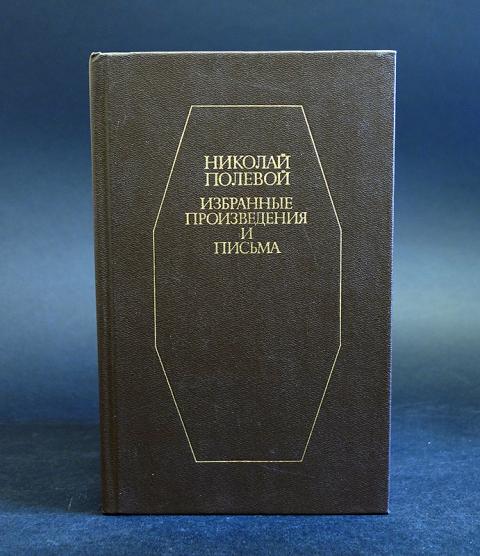 НИКОЛАЙ
ПОЛЕВОЙ
ИЗБРАННЫЕ
ПРОИЗВЕДЕНИЯ
И
ПИСЬМА